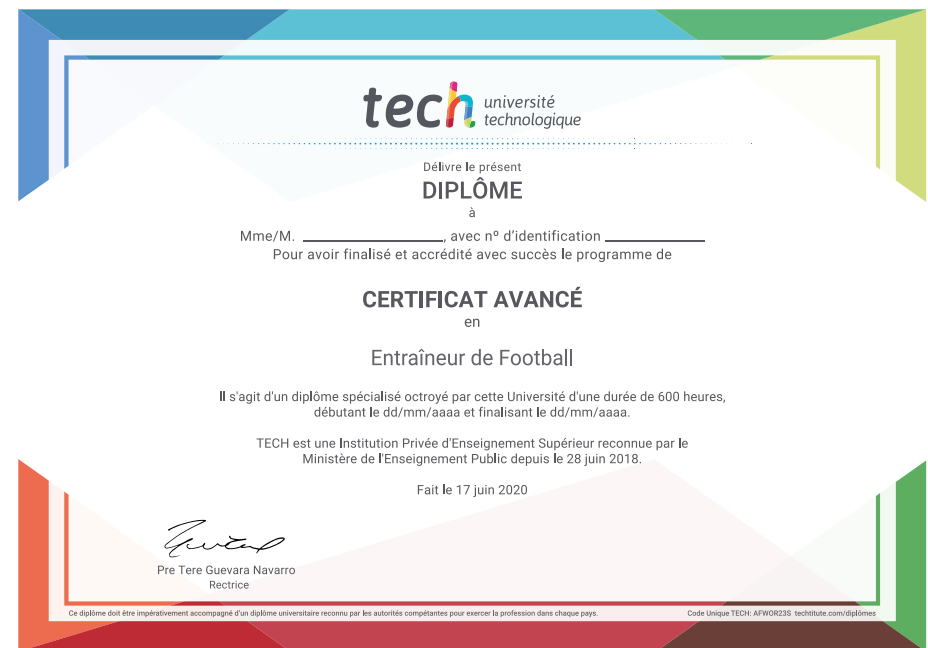 tech université
technologique
Délivre le présent
DIPLÔME
à
Mme/M. ____________________, avec nº d'identification ______________
Pour avoir finalisé et accrédité avec succès le programme de
CERTIFICAT AVANCÉ
en
Entraîneur de Football
Il s'agit d'un diplôme spécialisé octroyé par cette Université d'une durée de 600 heures,
débutant le dd/mm/aaaa et finalisant le dd/mm/aaaa.
TECH est une Institution Privée d'Enseignement Supérieur reconnue par le
Ministère de l'Enseignement Public depuis le 28 juin 2018.
Fait le 17 juin 2020
Pre Tere Guevara Navarro
Rectrice
Ce diplôme doit être impérativement accompagné d'un diplôme universitaire reconnu par les autorités compétantes pour exercer la profession dans chaque pays.
Code Unique TECH: AFWOR23S techtitute.com/diplômes